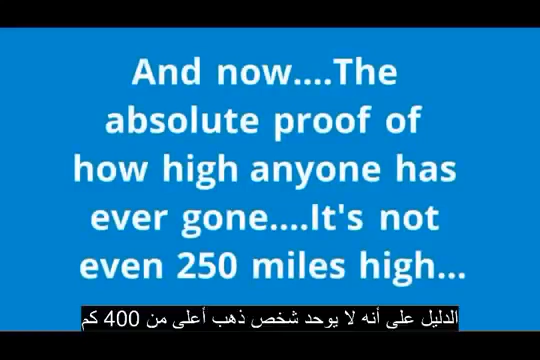 And now....The
absolute proof of
how high anyone has
ever gone....It's not
even 250 miles high...
الدليل على أنه لا يوحد شخص ذهب أعلى من 400 كم